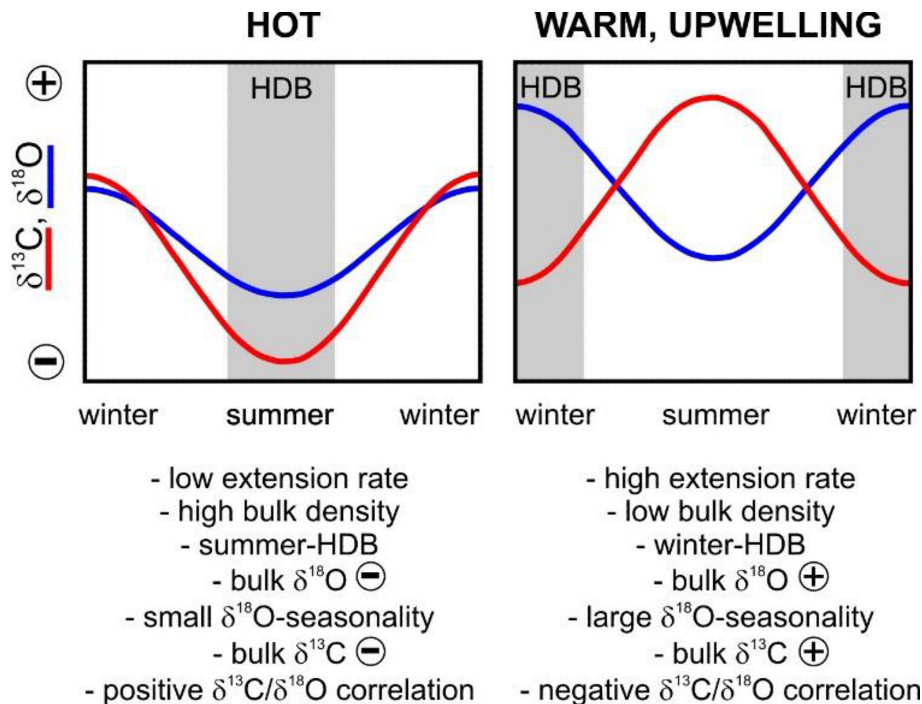 HOT
WARM, UPWELLING
⊕
δ¹³C, δ¹⁸O
⊖
HDB
HDB
HDB
winter
summer
winter
winter
summer
winter
- low extension rate
- high bulk density
- summer-HDB
- bulk δ¹⁸O ⊖
- small δ¹⁸O-seasonality
- bulk δ¹³C ⊖
- positive δ¹³C/δ¹⁸O correlation
- high extension rate
- low bulk density
- winter-HDB
- bulk δ¹⁸O ⊕
- large δ¹⁸O-seasonality
- bulk δ¹³C ⊕
- negative δ¹³C/δ¹⁸O correlation